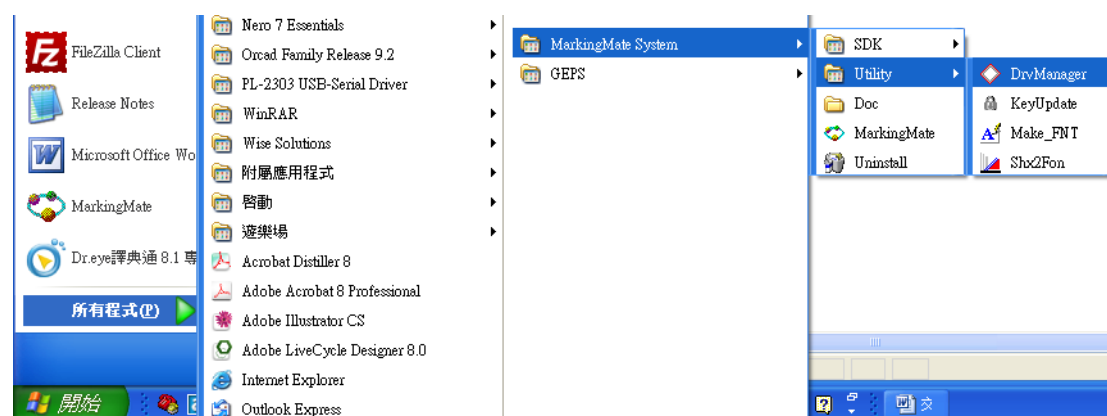 FileZilla Client
Release Notes
Microsoft Office Wo
MarkingMate
Dr.eye譯典通 8.1 專
所有程式(P)
開始
Nero 7 Essentials
Orcad Family Release 9.2
PL-2303 USB-Serial Driver
WinRAR
Wise Solutions
附屬應用程式
啟動
遊樂場
Acrobat Distiller 8
Adobe Acrobat 8 Professional
Adobe Illustrator CS
Adobe LiveCycle Designer 8.0
Internet Explorer
Outlook Express
MarkingMate System
GEPS
SDK
Utility
Doc
MarkingMate
Uninstall
DrvManager
KeyUpdate
Make_FNT
Shx2Fon
交